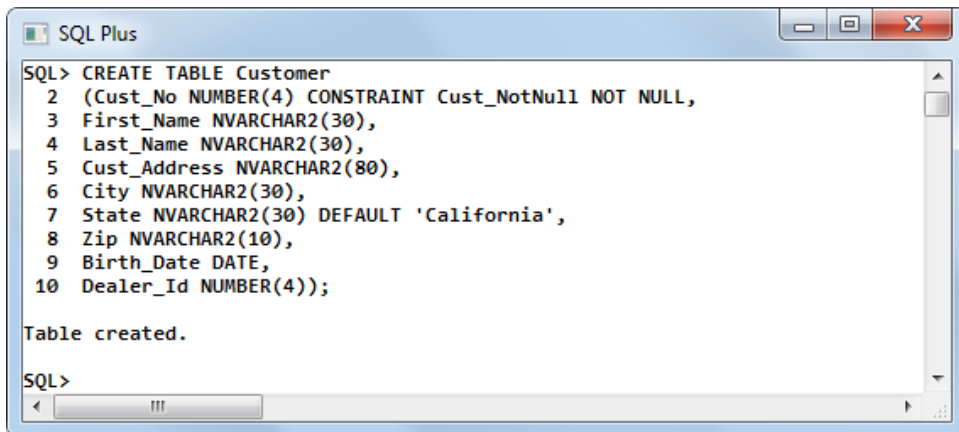 SQL Plus
SQL> CREATE TABLE Customer
2 (Cust_No NUMBER(4) CONSTRAINT Cust_NotNull NOT NULL,
3 First_Name NVARCHAR2(30),
4 Last_Name NVARCHAR2(30),
5 Cust_Address NVARCHAR2(80),
6 City NVARCHAR2(30),
7 State NVARCHAR2(30) DEFAULT 'California',
8 Zip NVARCHAR2(10),
9 Birth_Date DATE,
10 Dealer_Id NUMBER(4));
Table created.
SQL>